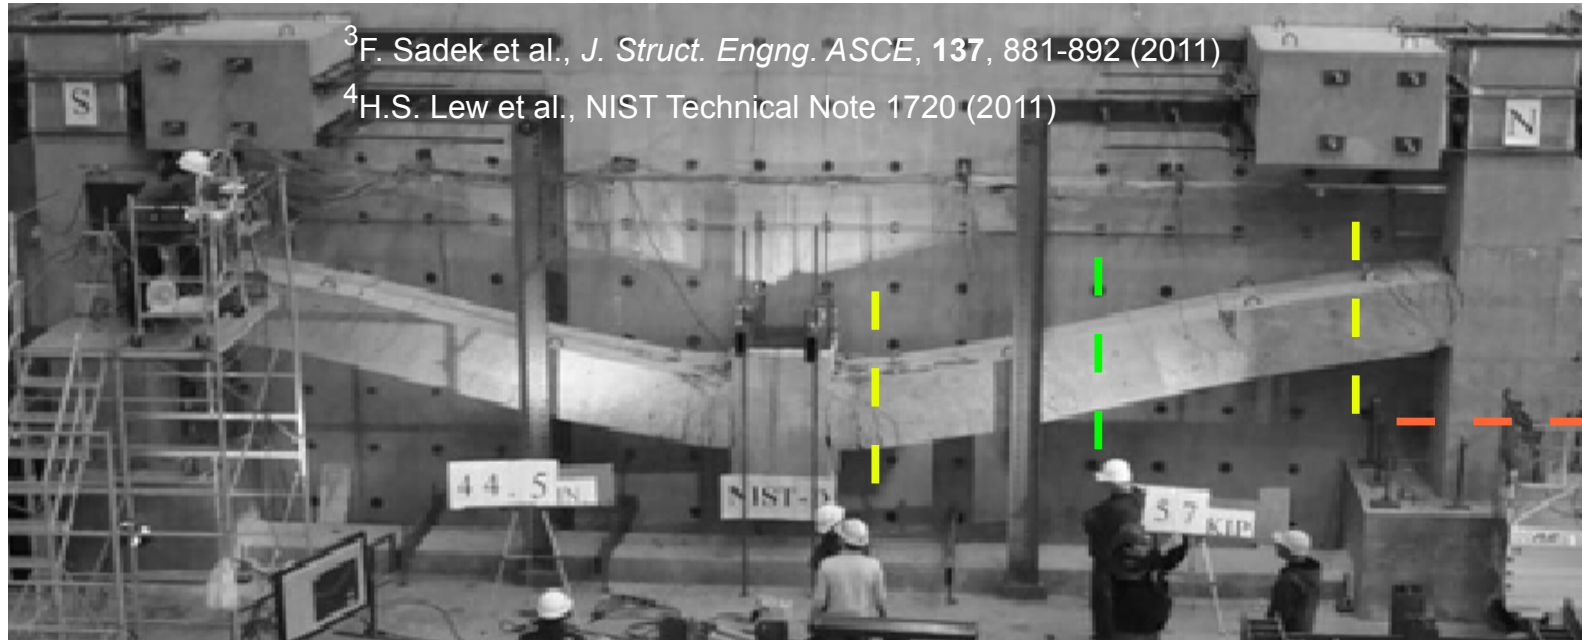 ³F. Sadek et al., J. Struct. Engng. ASCE, 137, 881-892 (2011)
⁴H.S. Lew et al., NIST Technical Note 1720 (2011)
S
N
44.5 IN.
NIST-D
57 KIP